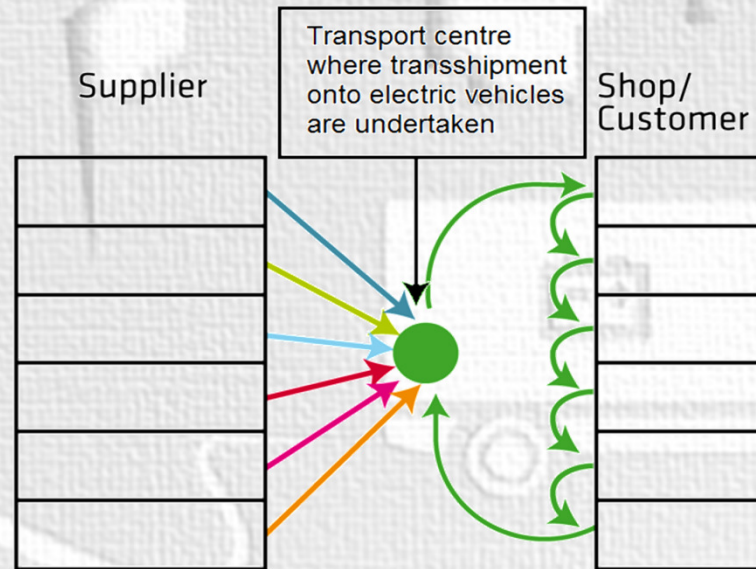 Supplier
Transport centre
where transshipment
onto electric vehicles
are undertaken
Shop/
Customer